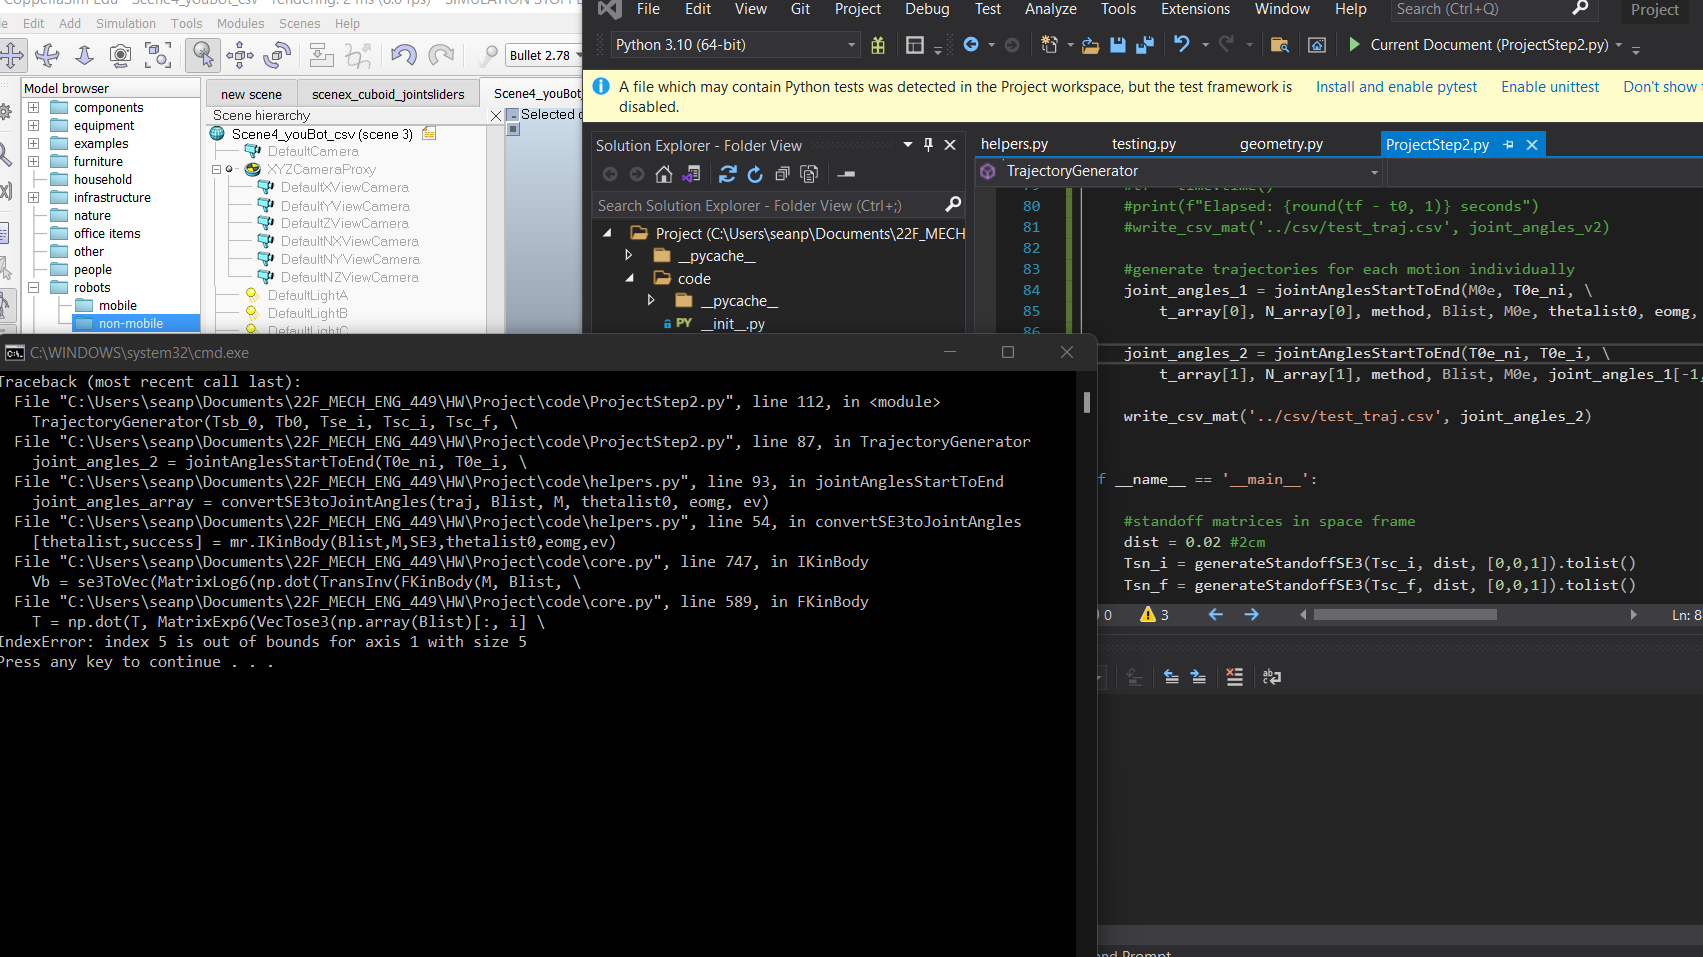 CoppeliaSim Edu - Scene4_youBot_csv - rendering: 2 ms (8.0 fps) - SIMULATION STOPPED
Edit Add Simulation Tools Modules Scenes Help
Bullet 2.78
Model browser
components
equipment
examples
furniture
household
infrastructure
nature
office items
other
people
robots
mobile
non-mobile
new scene scenex_cuboid_jointsliders Scene4_youBot_
Scene hierarchy
Selected
Scene4_youBot_csv (scene 3)
DefaultCamera
XYZCameraProxy
DefaultXViewCamera
DefaultYViewCamera
DefaultZViewCamera
DefaultNXViewCamera
DefaultNYViewCamera
DefaultNZViewCamera
DefaultLightA
DefaultLightB
DefaultLightC
File Edit View Git Project Debug Test Analyze Tools Extensions Window Help Search (Ctrl+Q) Project
Python 3.10 (64-bit) Current Document (ProjectStep2.py)
A file which may contain Python tests was detected in the Project workspace, but the test framework is disabled. Install and enable pytest Enable unittest Don't show
Solution Explorer - Folder View
Search Solution Explorer - Folder View (Ctrl+;)
Project (C:\Users\seanp\Documents\22F_MECH
__pycache__
code
__pycache__
PY __init__.py
helpers.py testing.py geometry.py ProjectStep2.py
TrajectoryGenerator
80 #print(f"Elapsed: {round(tf - t0, 1)} seconds")
81 #write_csv_mat('../csv/test_traj.csv', joint_angles_v2)
82
83 #generate trajectories for each motion individually
84 joint_angles_1 = jointAnglesStartToEnd(M0e, T0e_ni, \
85 t_array[0], N_array[0], method, Blist, M0e, thetalist0, eomg,
86
joint_angles_2 = jointAnglesStartToEnd(T0e_ni, T0e_i, \
t_array[1], N_array[1], method, Blist, M0e, joint_angles_1[-1,
write_csv_mat('../csv/test_traj.csv', joint_angles_2)
f __name__ == '__main__':
#standoff matrices in space frame
dist = 0.02 #2cm
Tsn_i = generateStandoffSE3(Tsc_i, dist, [0,0,1]).tolist()
Tsn_f = generateStandoffSE3(Tsc_f, dist, [0,0,1]).tolist()
0 3 Ln: 8
C:\WINDOWS\system32\cmd.exe
Traceback (most recent call last):
File "C:\Users\seanp\Documents\22F_MECH_ENG_449\HW\Project\code\ProjectStep2.py", line 112, in <module>
TrajectoryGenerator(Tsb_0, Tb0, Tse_i, Tsc_i, Tsc_f, \
File "C:\Users\seanp\Documents\22F_MECH_ENG_449\HW\Project\code\ProjectStep2.py", line 87, in TrajectoryGenerator
joint_angles_2 = jointAnglesStartToEnd(T0e_ni, T0e_i, \
File "C:\Users\seanp\Documents\22F_MECH_ENG_449\HW\Project\code\helpers.py", line 93, in jointAnglesStartToEnd
joint_angles_array = convertSE3toJointAngles(traj, Blist, M, thetalist0, eomg, ev)
File "C:\Users\seanp\Documents\22F_MECH_ENG_449\HW\Project\code\helpers.py", line 54, in convertSE3toJointAngles
[thetalist,success] = mr.IKinBody(Blist,M,SE3,thetalist0,eomg,ev)
File "C:\Users\seanp\Documents\22F_MECH_ENG_449\HW\Project\code\core.py", line 747, in IKinBody
Vb = se3ToVec(MatrixLog6(np.dot(TransInv(FKinBody(M, Blist, \
File "C:\Users\seanp\Documents\22F_MECH_ENG_449\HW\Project\code\core.py", line 589, in FKinBody
T = np.dot(T, MatrixExp6(VecTose3(np.array(Blist)[:, i] \
IndexError: index 5 is out of bounds for axis 1 with size 5
Press any key to continue . . .